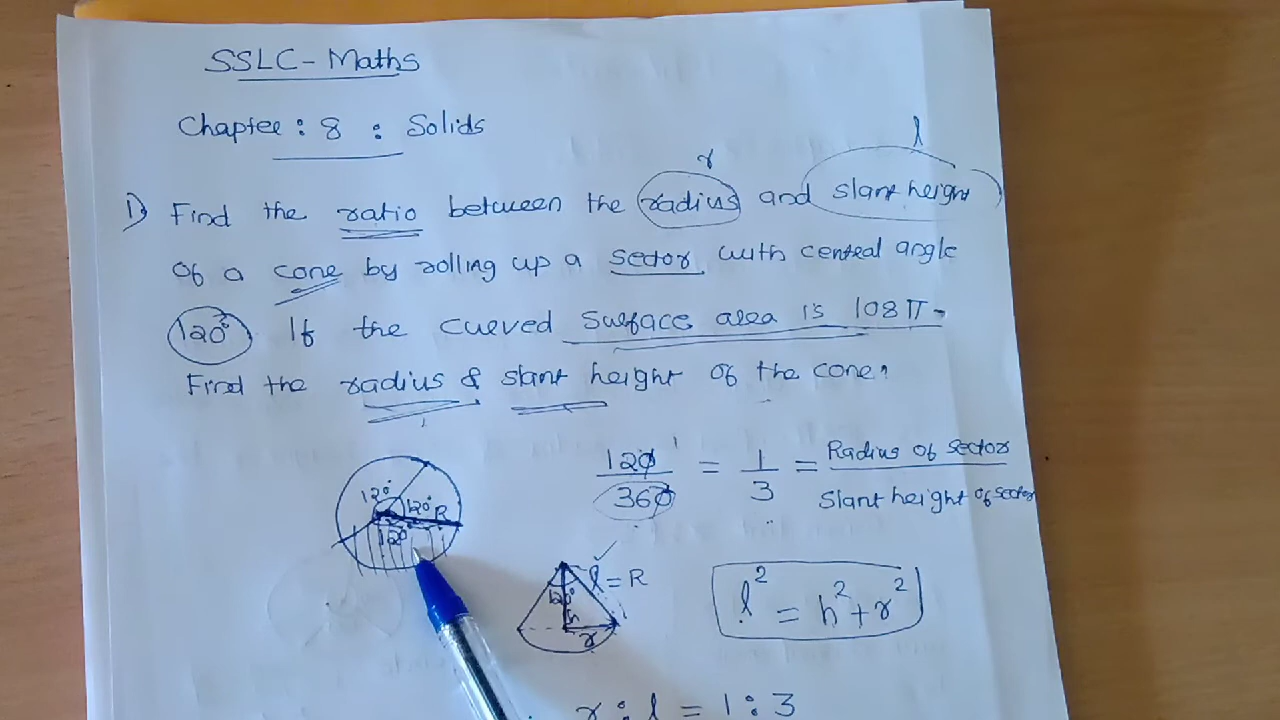 SSLC - Maths
Chapter : 8 : Solids
r
l
1) Find the ratio between the radius and slant height
of a cone by rolling up a sector with central angle
120° If the curved surface area is 108π.
Find the radius & slant height of the cone.
120/360 = 1/3 = Radius of sector/Slant height of sector
120° 120° R
120°
l = R
120°
r
l² = h² + r²
r : l = 1 : 3